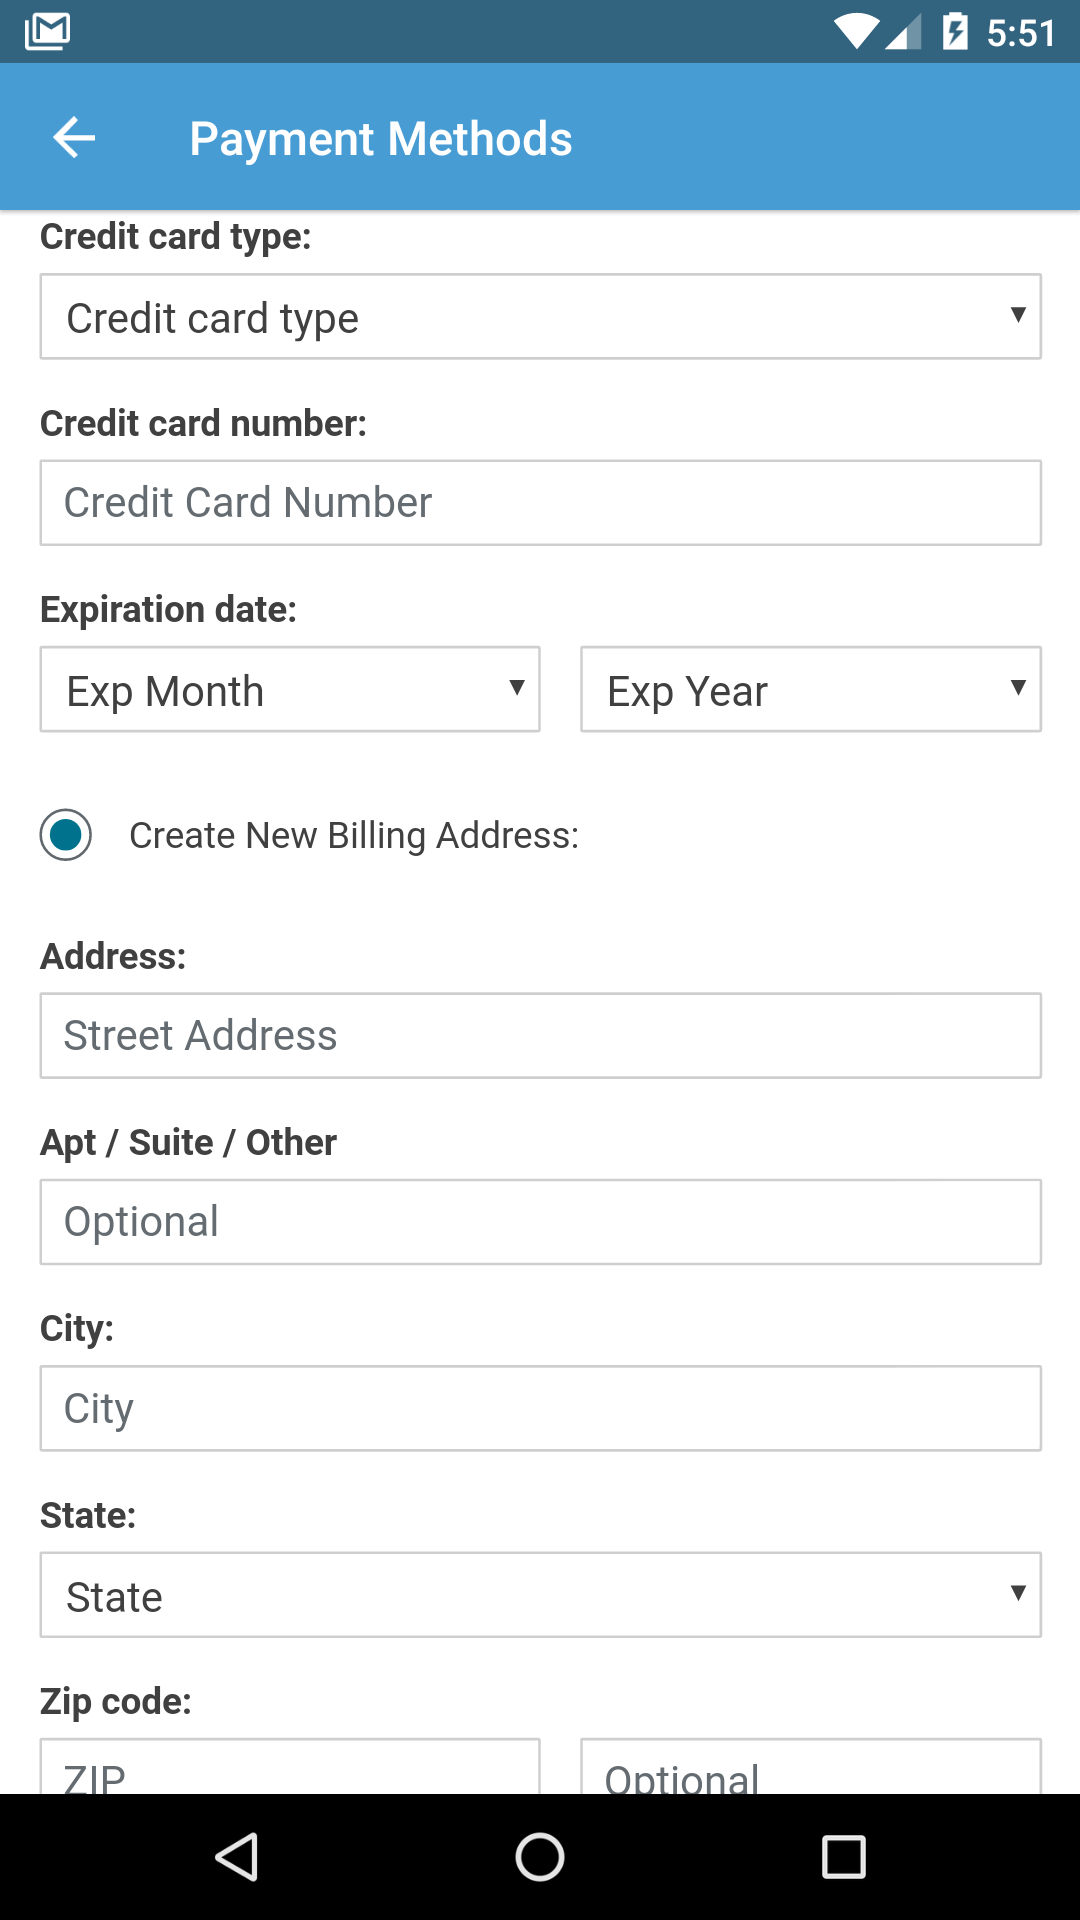 5:51
Payment Methods
Credit card type:
Credit card type
Credit card number:
Credit Card Number
Expiration date:
Exp Month Exp Year
Create New Billing Address:
Address:
Street Address
Apt / Suite / Other
Optional
City:
City
State:
State
Zip code:
ZIP Optional